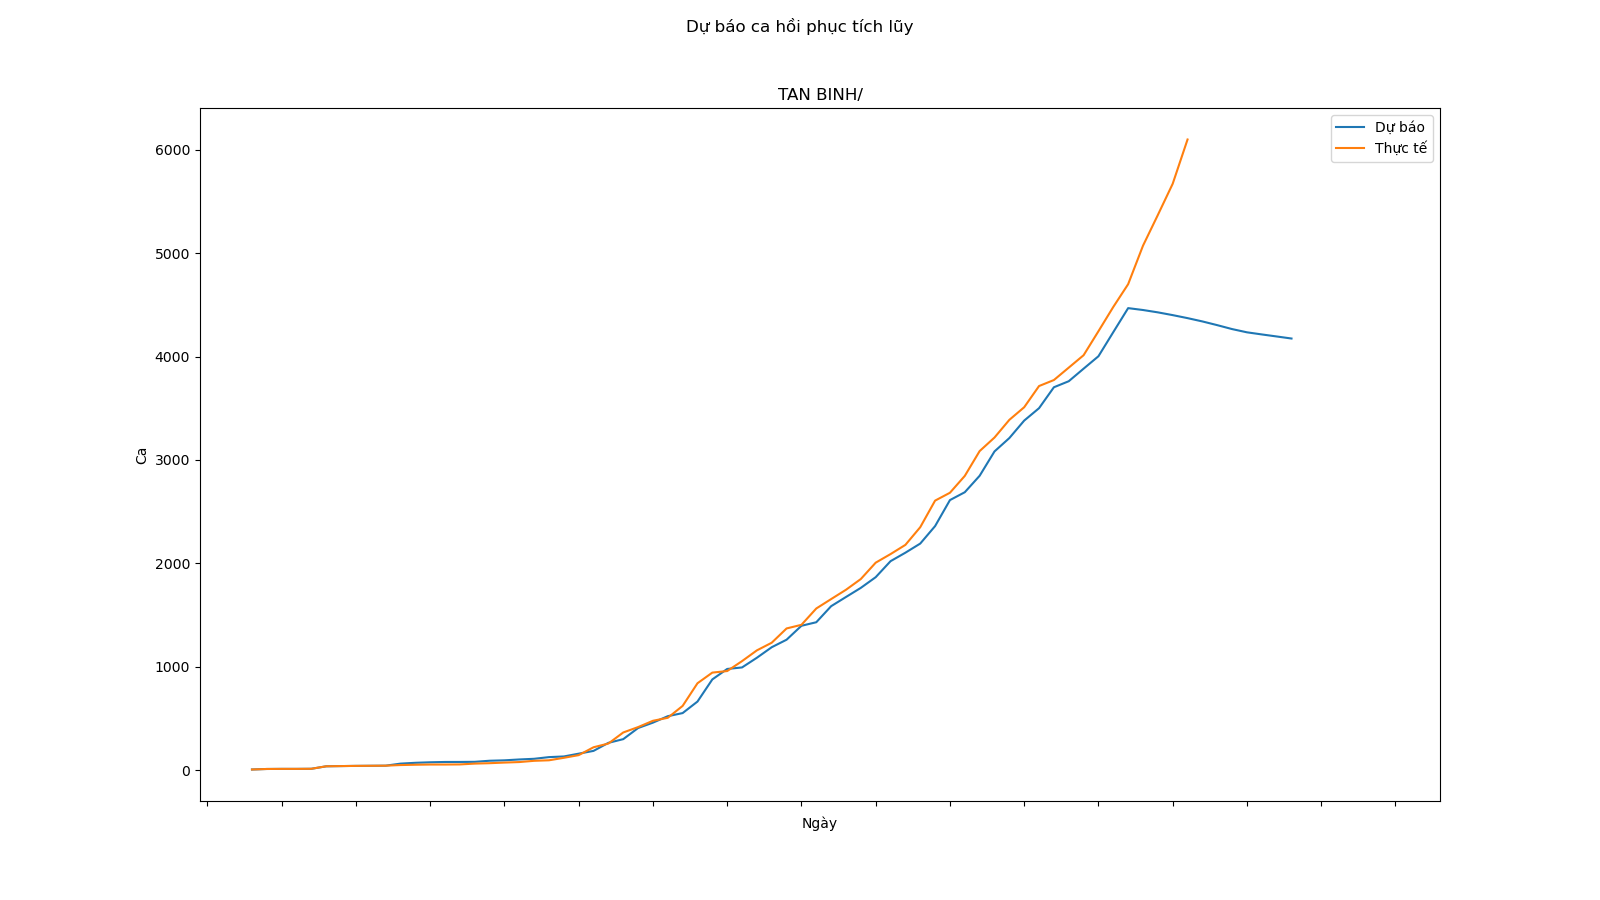 Dự báo ca hồi phục tích lũy
TAN BINH/
Dự báo
Thực tế
6000
5000
4000
3000
2000
1000
0
Ca
Ngày